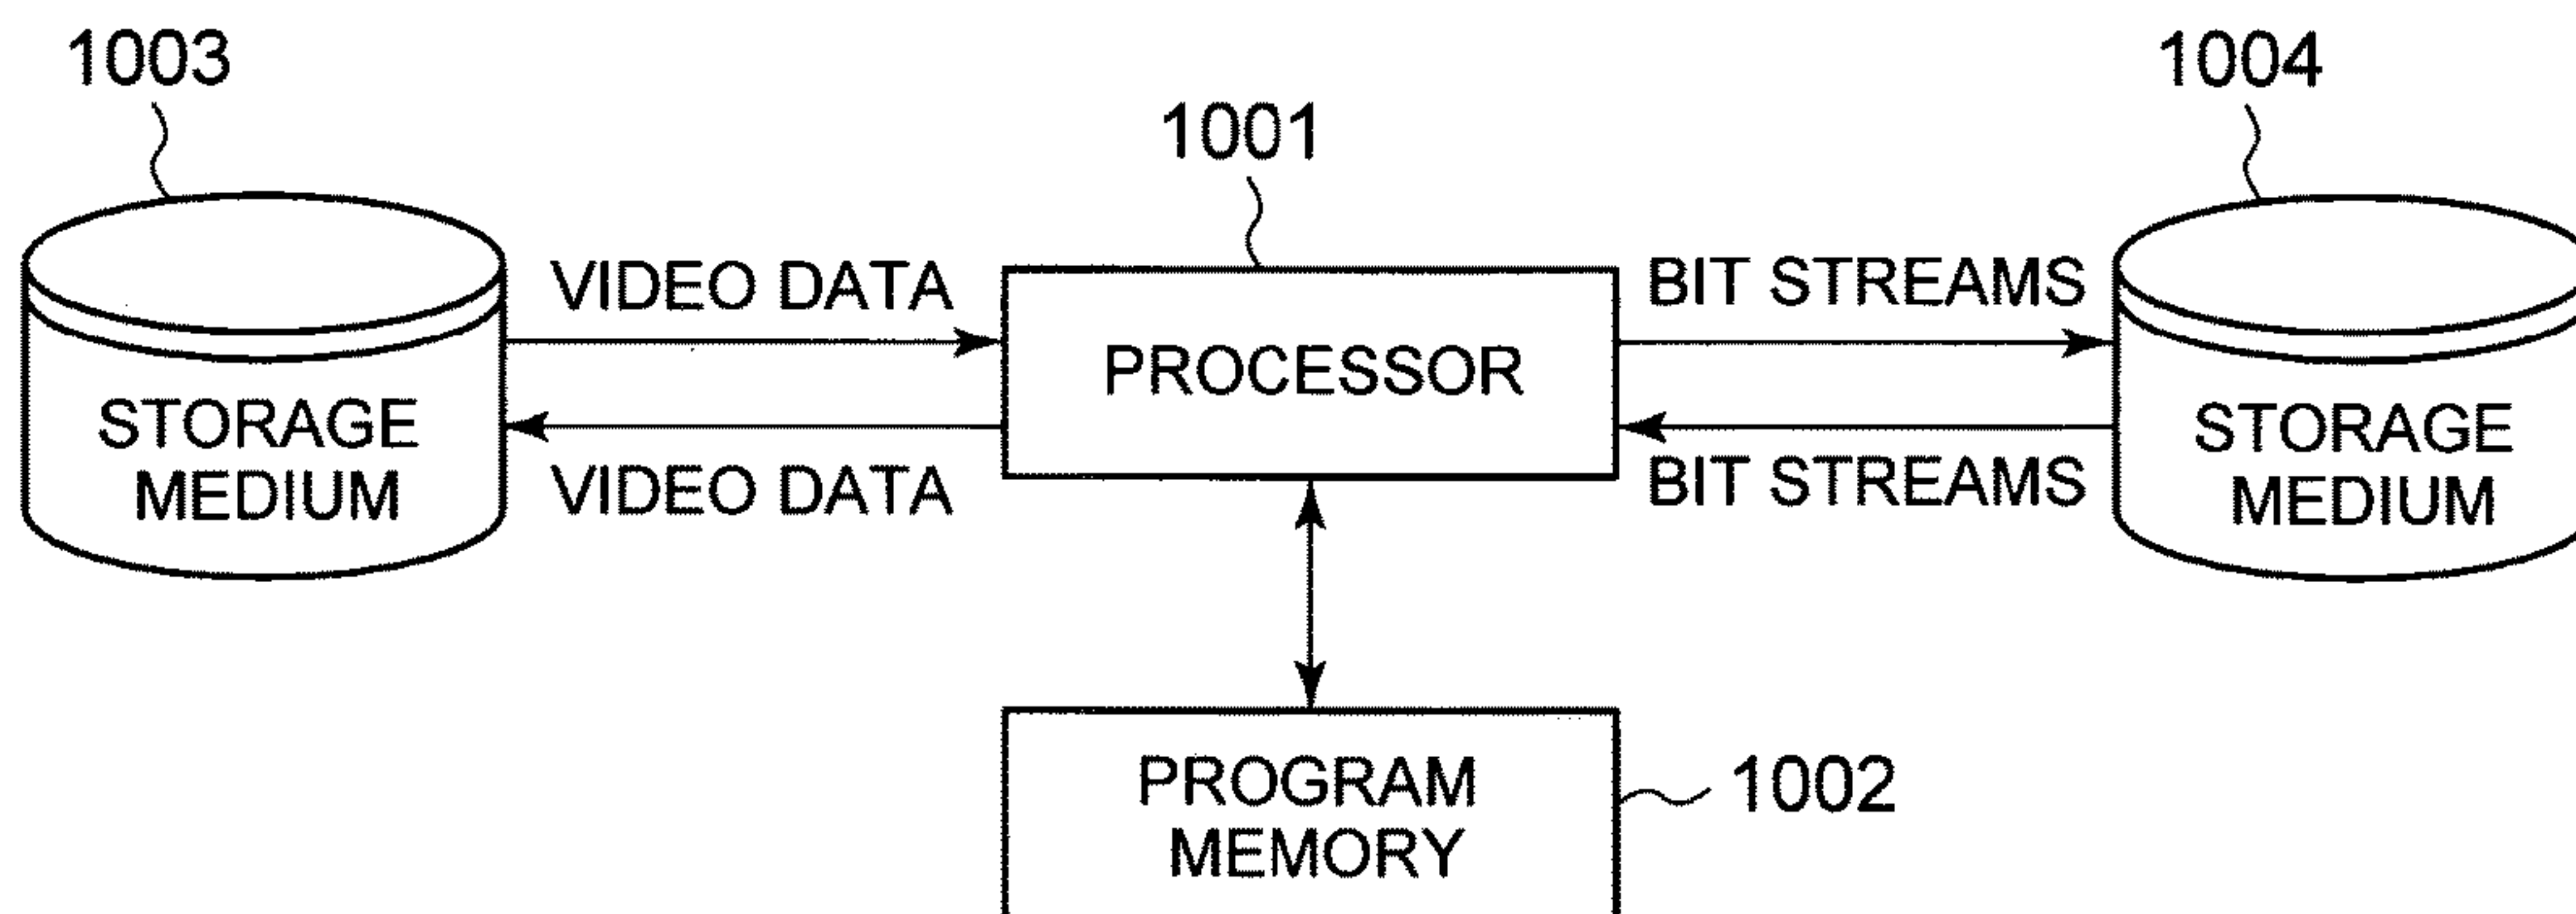 1003
1004
1001
VIDEO DATA
BIT STREAMS
PROCESSOR
STORAGE
MEDIUM
STORAGE
MEDIUM
VIDEO DATA
BIT STREAMS
PROGRAM
MEMORY
1002